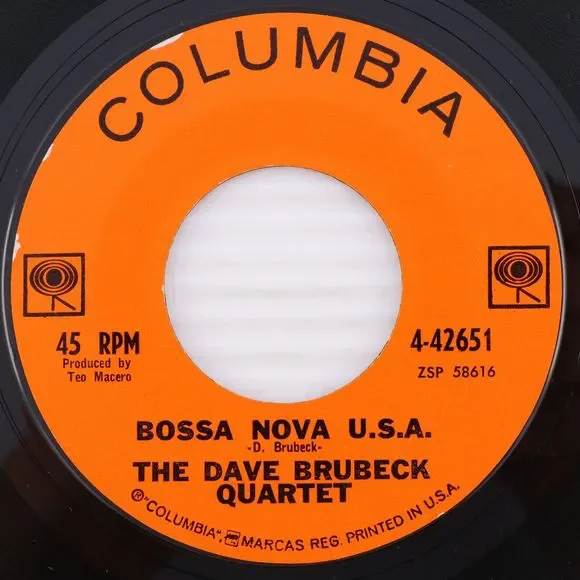 COLUMBIA
45 RPM
Produced by
Teo Macero
4-42651
ZSP 58616
BOSSA NOVA U.S.A.
-D. Brubeck-
THE DAVE BRUBECK
QUARTET
® "COLUMBIA", MARCAS REG. PRINTED IN U.S.A.